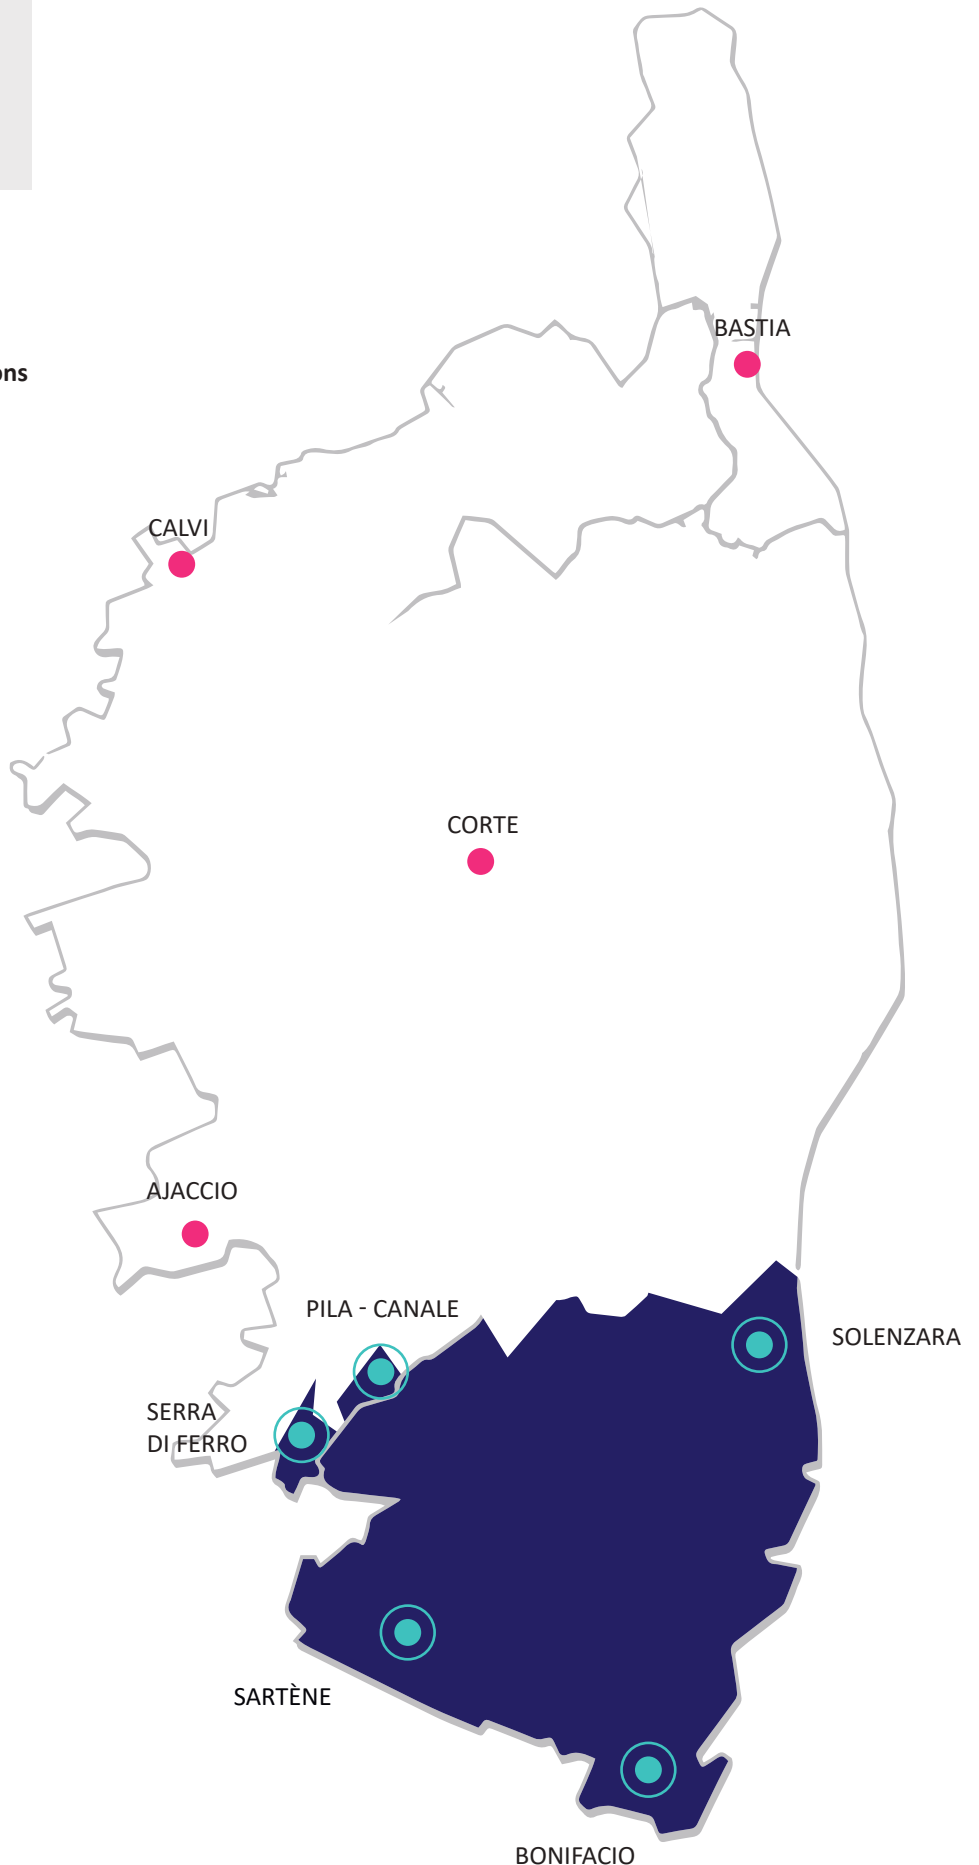 BASTIA
ons
CALVI
CORTE
AJACCIO
PILA - CANALE
SOLENZARA
SERRA
DI FERRO
SARTÈNE
BONIFACIO